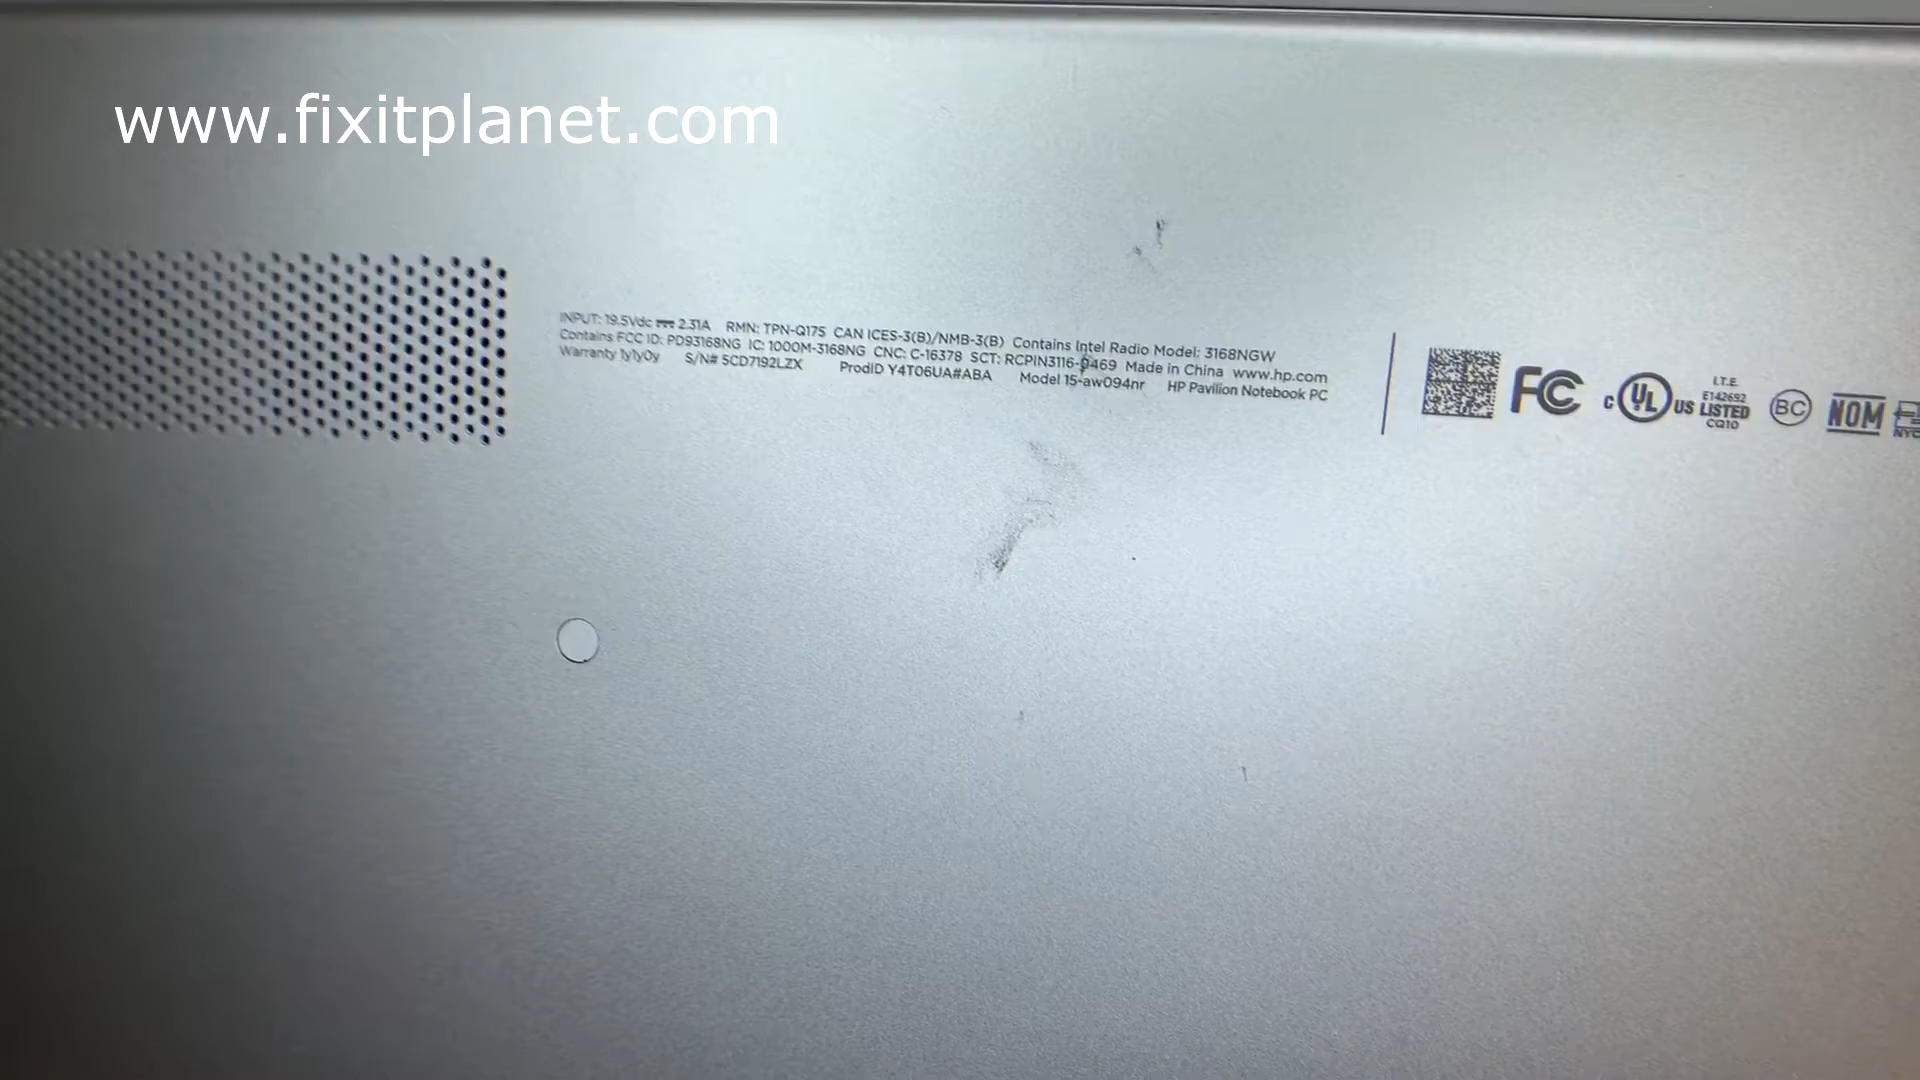 www.fixitplanet.com
INPUT: 19.5Vdc ⎓ 2.31A RMN: TPN-Q175 CAN ICES-3(B)/NMB-3(B) Contains Intel Radio Model: 3168NGW
Contains FCC ID: PD93168NG IC: 1000M-3168NG CNC: C-16378 SCT: RCPIN3116-0469 Made in China www.hp.com
Warranty 1y1y0y S/N# 5CD7192LZX ProdID Y4T06UA#ABA Model 15-aw094nr HP Pavilion Notebook PC
FC
c UL US
I.T.E.
E142692
LISTED
CQ10
BC
NOM
NYC